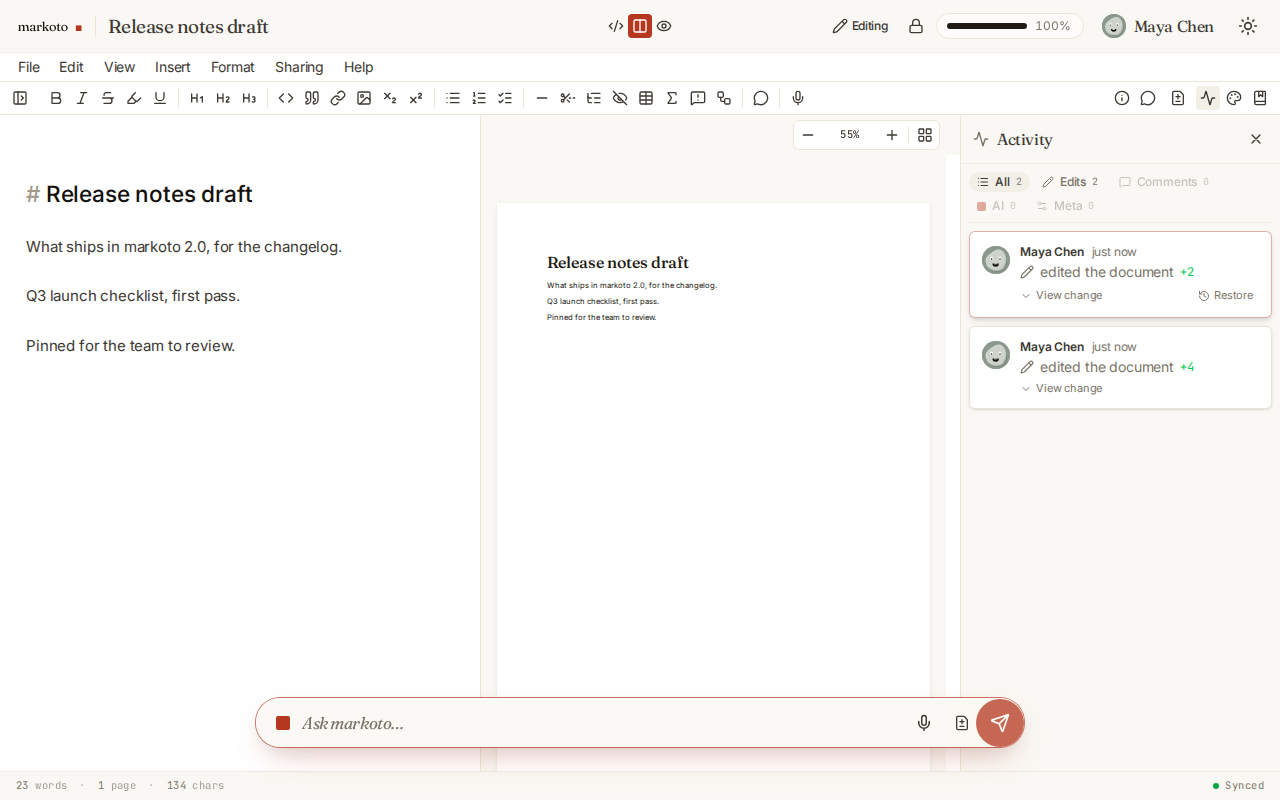 markoto
Release notes draft
Editing
100%
Maya Chen
File Edit View Insert Format Sharing Help
H1 H2 H3
55%
Activity
All 2 Edits 2 Comments 0
AI 0 Meta 0
# Release notes draft
What ships in markoto 2.0, for the changelog.
Q3 launch checklist, first pass.
Pinned for the team to review.
Release notes draft
What ships in markoto 2.0, for the changelog.
Q3 launch checklist, first pass.
Pinned for the team to review.
Maya Chen just now
edited the document +2
View change Restore
Maya Chen just now
edited the document +4
View change
Ask markoto...
23 words · 1 page · 134 chars
Synced